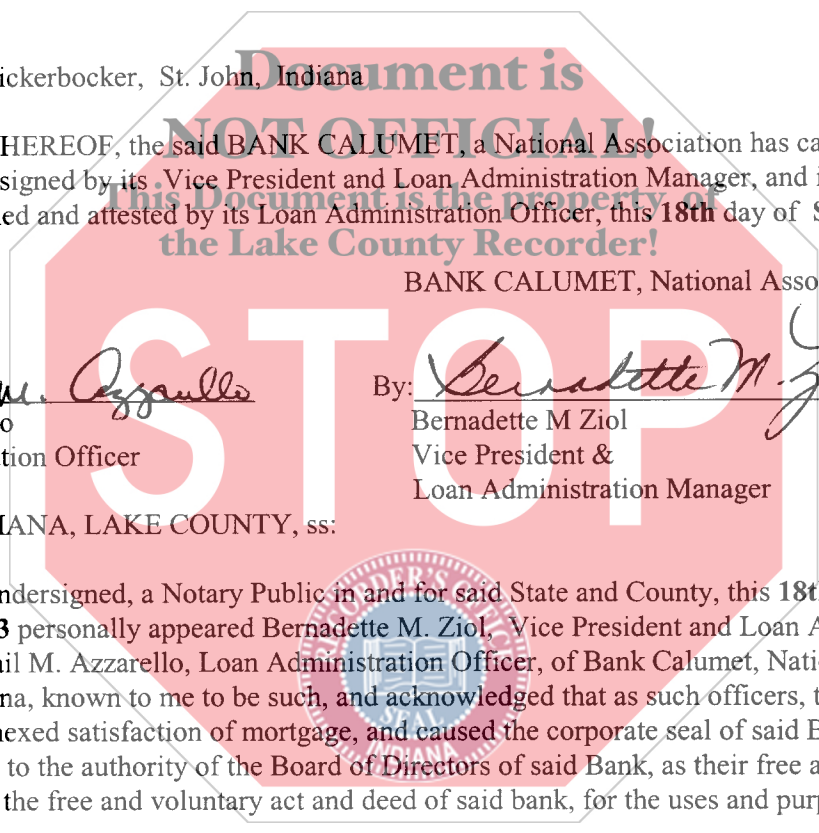 Document is
ickerbocker, St. John, Indiana
NOT OFFICIAL!
HEREOF, the said BANK CALUMET, a National Association has ca
signed by its Vice President and Loan Administration Manager, and i
This Document is the property of
ed and attested by its Loan Administration Officer, this 18th day of S
the Lake County Recorder!
BANK CALUMET, National Asso
STOP
M. Azzarello
By: Bernadette M. Z
o
Bernadette M Ziol
tion Officer
Vice President &
Loan Administration Manager
IANA, LAKE COUNTY, ss:
RECORDER'S OFFICE
ndersigned, a Notary Public in and for said State and County, this 18t
3 personally appeared Bernadette M. Ziol, Vice President and Loan A
il M. Azzarello, Loan Administration Officer, of Bank Calumet, Nati
na, known to me to be such, and acknowledged that as such officers, t
SEAL
exed satisfaction of mortgage, and caused the corporate seal of said B
INDIANA
to the authority of the Board of Directors of said Bank, as their free a
the free and voluntary act and deed of said bank, for the uses and purp